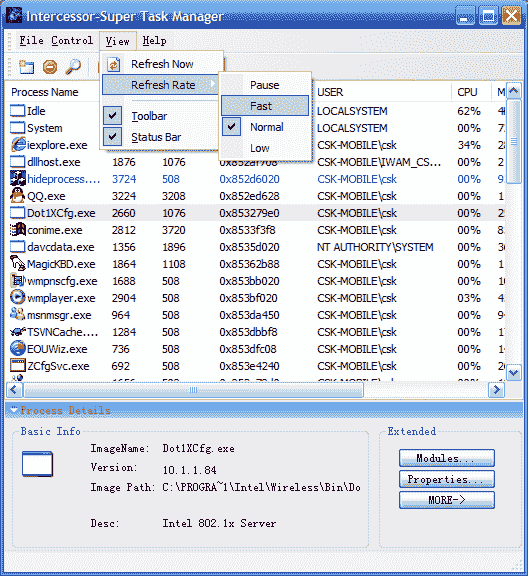 Intercessor-Super Task Manager
File Control View Help
Refresh Now
Refresh Rate
Toolbar
Status Bar
Pause
Fast
Normal
Low
Process Name USER CPU M
Idle LOCALSYSTEM 62%
System LOCALSYSTEM 04%
iexplore.exe CSK-MOBILE\csk 34%
dllhost.exe 1876 1076 0x852af708 CSK-MOBILE\IWAM_CS... 00%
hideprocess.... 3724 508 0x852d6020 CSK-MOBILE\csk 00%
QQ.exe 3224 3208 0x852ed628 CSK-MOBILE\csk 00%
Dot1XCfg.exe 2660 1076 0x853279e0 CSK-MOBILE\csk 00%
conime.exe 2812 3720 0x8533f3f8 CSK-MOBILE\csk 00%
davcdata.exe 1356 1896 0x8535d020 NT AUTHORITY\SYSTEM 00%
MagicKBD.exe 1864 1108 0x85362b88 CSK-MOBILE\csk 00%
wmpnscfg.exe 1688 508 0x853bb020 CSK-MOBILE\csk 00%
wmplayer.exe 2904 508 0x853bf020 CSK-MOBILE\csk 03%
msnmsgr.exe 964 508 0x853da450 CSK-MOBILE\csk 00%
TSVNCache.... 1284 508 0x853dbbf8 CSK-MOBILE\csk 00%
EOUWiz.exe 736 508 0x853dfc08 CSK-MOBILE\csk 00%
ZCfgSvc.exe 692 508 0x853e4240 CSK-MOBILE\csk 00%
Process Details
Basic Info
ImageName: Dot1XCfg.exe
Version: 10.1.1.84
Image Path: C:\PROGRA~1\Intel\Wireless\Bin\Do
Desc: Intel 802.1x Server
Extended
Modules...
Properties...
MORE->